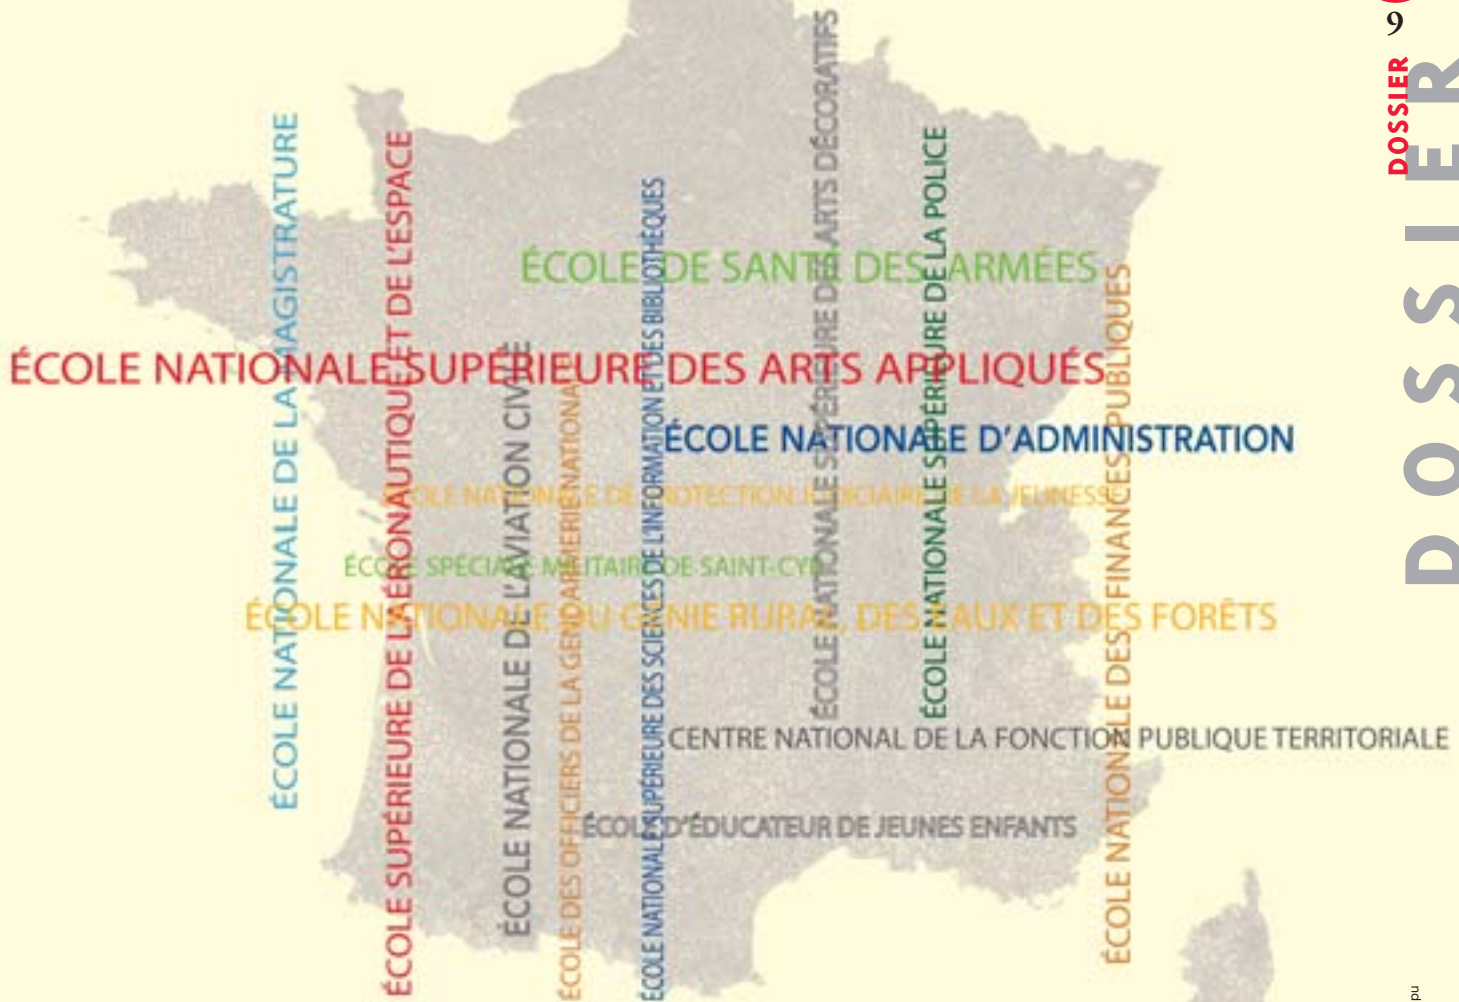 9
DOSSIER
DOSSIER
ÉCOLE NATIONALE DE LA MAGISTRATURE
ÉCOLE SUPÉRIEURE DE L'AÉRONAUTIQUE ET DE L'ESPACE
ÉCOLE NATIONALE DE L'AVIATION CIVILE
ÉCOLE DES OFFICIERS DE LA GENDARMERIE NATIONALE
ÉCOLE NATIONALE SUPÉRIEURE DES SCIENCES DE L'INFORMATION ET DES BIBLIOTHÈQUES
ÉCOLE NATIONALE SUPÉRIEURE DES ARTS DÉCORATIFS
ÉCOLE NATIONALE SUPÉRIEURE DE LA POLICE
ÉCOLE NATIONALE DES FINANCES PUBLIQUES
ÉCOLE DE SANTÉ DES ARMÉES
ÉCOLE NATIONALE SUPÉRIEURE DES ARTS APPLIQUÉS
ÉCOLE NATIONALE D'ADMINISTRATION
ÉCOLE NATIONALE DE PROTECTION JUDICIAIRE DE LA JEUNESSE
ÉCOLE SPÉCIALE MILITAIRE DE SAINT-CYR
ÉCOLE NATIONALE DU GÉNIE RURAL, DES EAUX ET DES FORÊTS
CENTRE NATIONAL DE LA FONCTION PUBLIQUE TERRITORIALE
ÉCOLE D'ÉDUCATEUR DE JEUNES ENFANTS